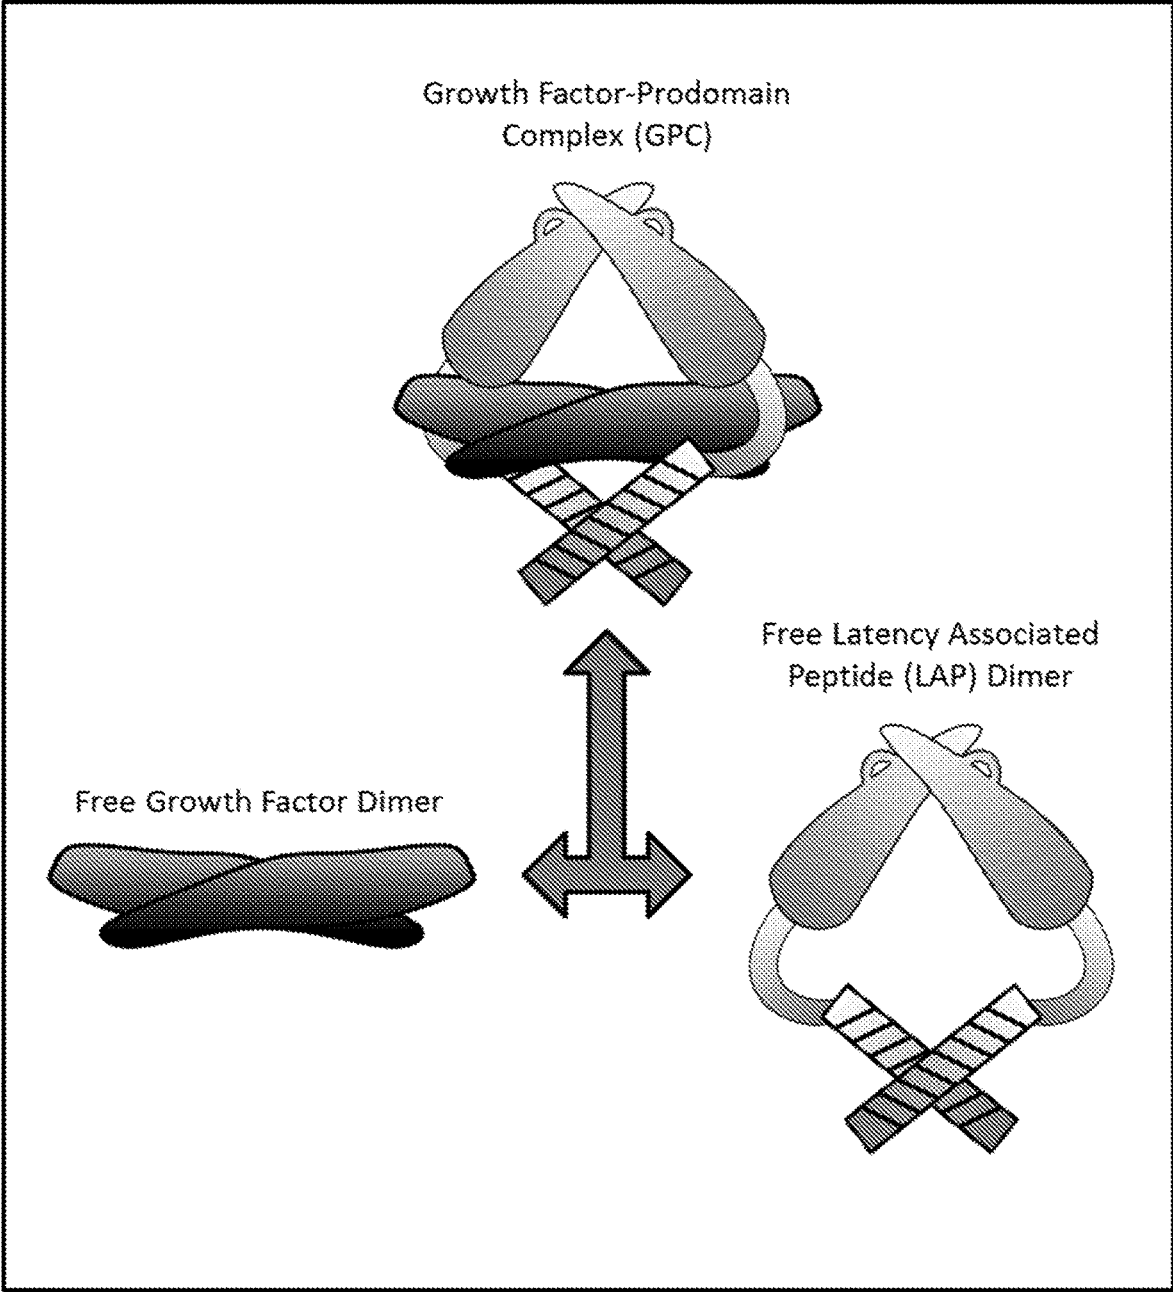 Growth Factor-Prodomain
Complex (GPC)
Free Latency Associated
Peptide (LAP) Dimer
Free Growth Factor Dimer